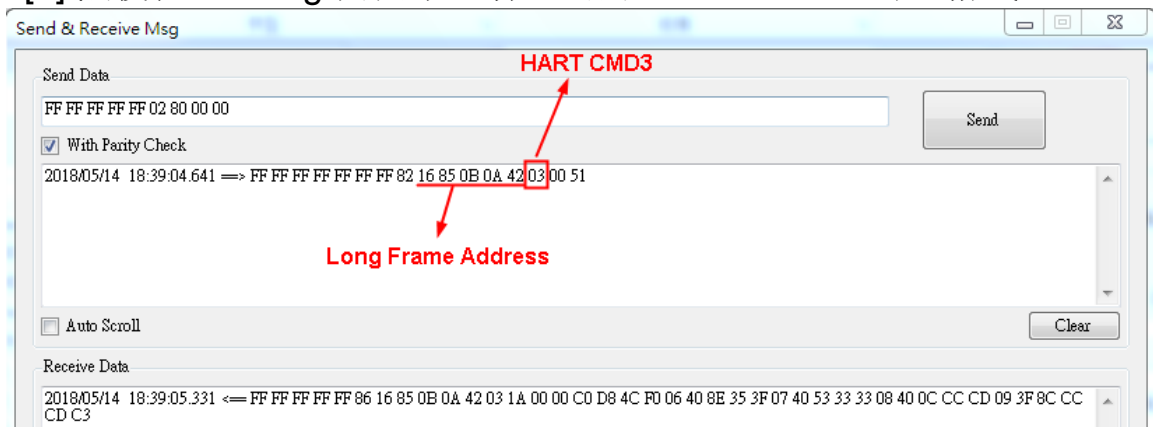 Send & Receive Msg
HART CMD3
Send Data
FF FF FF FF FF 02 80 00 00
Send
With Parity Check
2018/05/14 18:39:04.641 ==> FF FF FF FF FF FF FF FF 82 16 85 0B 0A 42 03 00 51
Long Frame Address
Auto Scroll
Clear
Receive Data
2018/05/14 18:39:05.331 <== FF FF FF FF FF 86 16 85 0B 0A 42 03 1A 00 00 C0 D8 4C F0 06 40 8E 35 3F 07 40 53 33 33 08 40 0C CC CD 09 3F 8C CC
CD C3